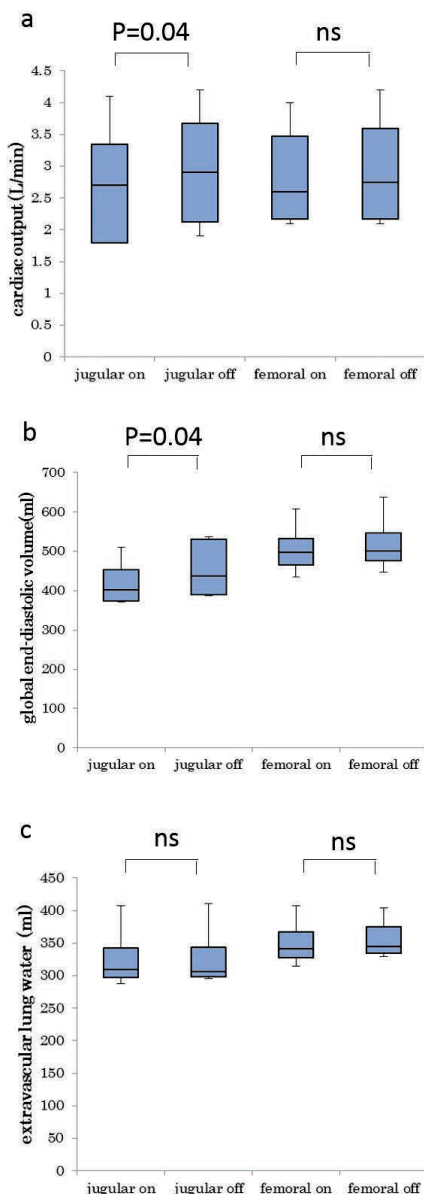 a
P=0.04 ns
4.5
4
3.5
3
2.5
2
1.5
1
0.5
0
cardiac output (L/min)
jugular on jugular off femoral on femoral off
b
P=0.04 ns
700
600
500
400
300
200
100
0
global end-diastolic volume(ml)
jugular on jugular off femoral on femoral off
c
ns ns
450
400
350
300
250
200
150
100
50
0
extravascular lung water (ml)
jugular on jugular off femoral on femoral off